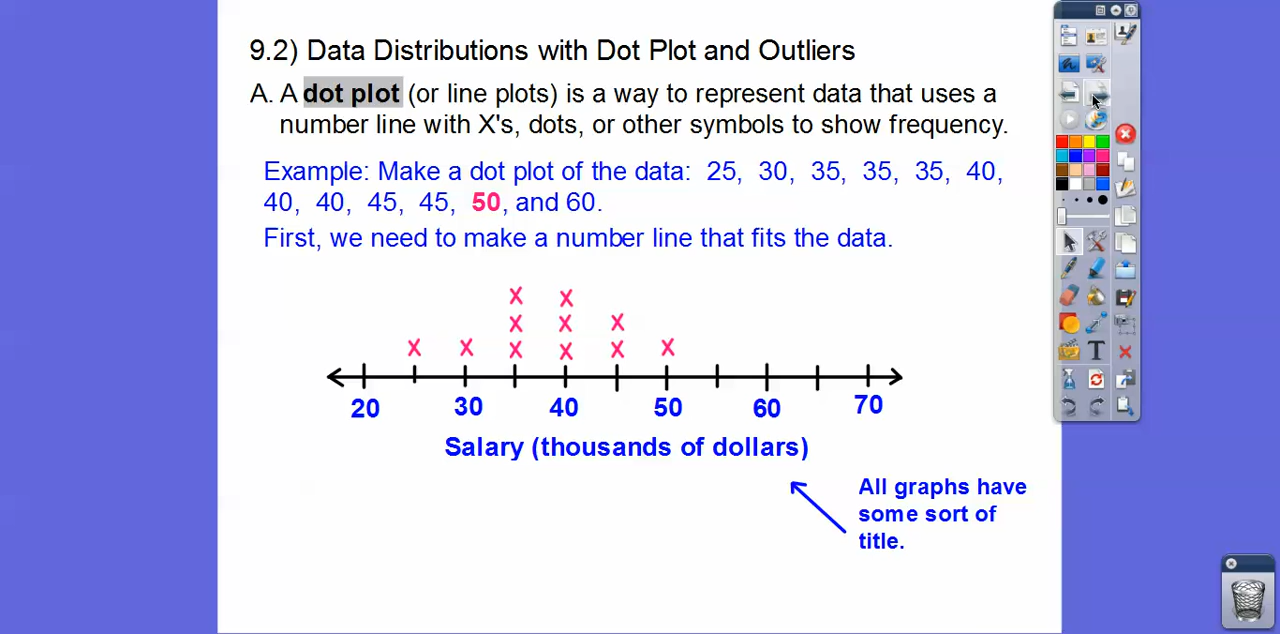 9.2) Data Distributions with Dot Plot and Outliers
A. A dot plot (or line plots) is a way to represent data that uses a
number line with X's, dots, or other symbols to show frequency.
Example: Make a dot plot of the data: 25, 30, 35, 35, 35, 40,
40, 40, 45, 45, 50, and 60.
First, we need to make a number line that fits the data.
X X
X X X
X X X X X X
20 30 40 50 60 70
Salary (thousands of dollars)
All graphs have
some sort of
title.
T